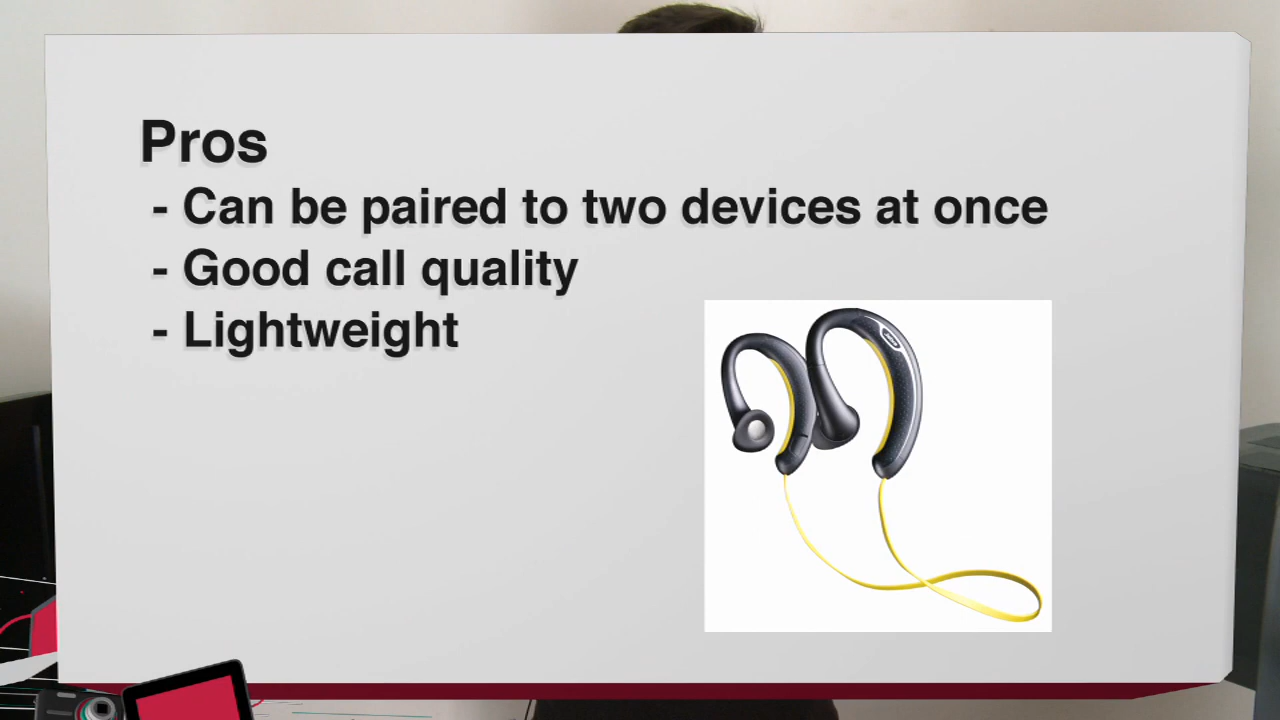 Pros
- Can be paired to two devices at once
- Good call quality
- Lightweight